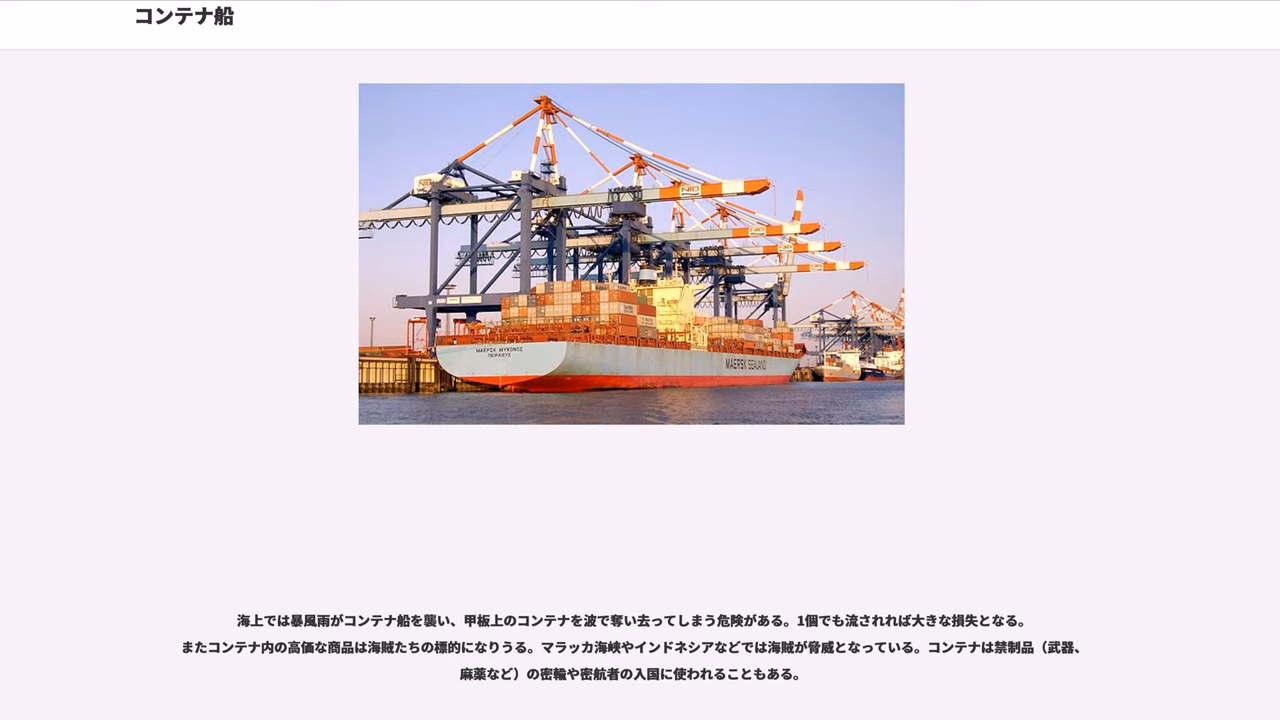 コンテナ船
MAERSK MYKONOS
ΠΕΙΡΑΙΕΥΣ
MAERSK SEALAND
海上では暴風雨がコンテナ船を襲い、甲板上のコンテナを波で奪い去ってしまう危険がある。1個でも流されれば大きな損失となる。
またコンテナ内の高価な商品は海賊たちの標的になりうる。マラッカ海峡やインドネシアなどでは海賊が脅威となっている。コンテナは禁制品（武器、
麻薬など）の密輸や密航者の入国に使われることもある。